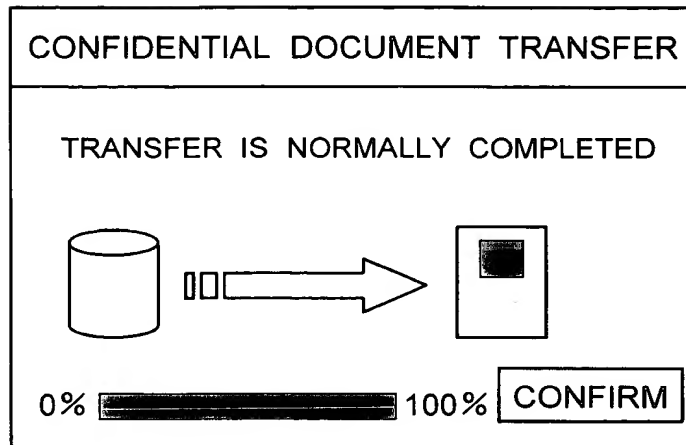 CONFIDENTIAL DOCUMENT TRANSFER
TRANSFER IS NORMALLY COMPLETED
0% 100% CONFIRM